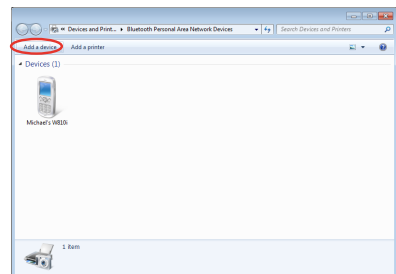 « Devices and Print... ▸ Bluetooth Personal Area Network Devices
Search Devices and Printers
Add a device
Add a printer
Devices (1)
Michael's W810i
1 item